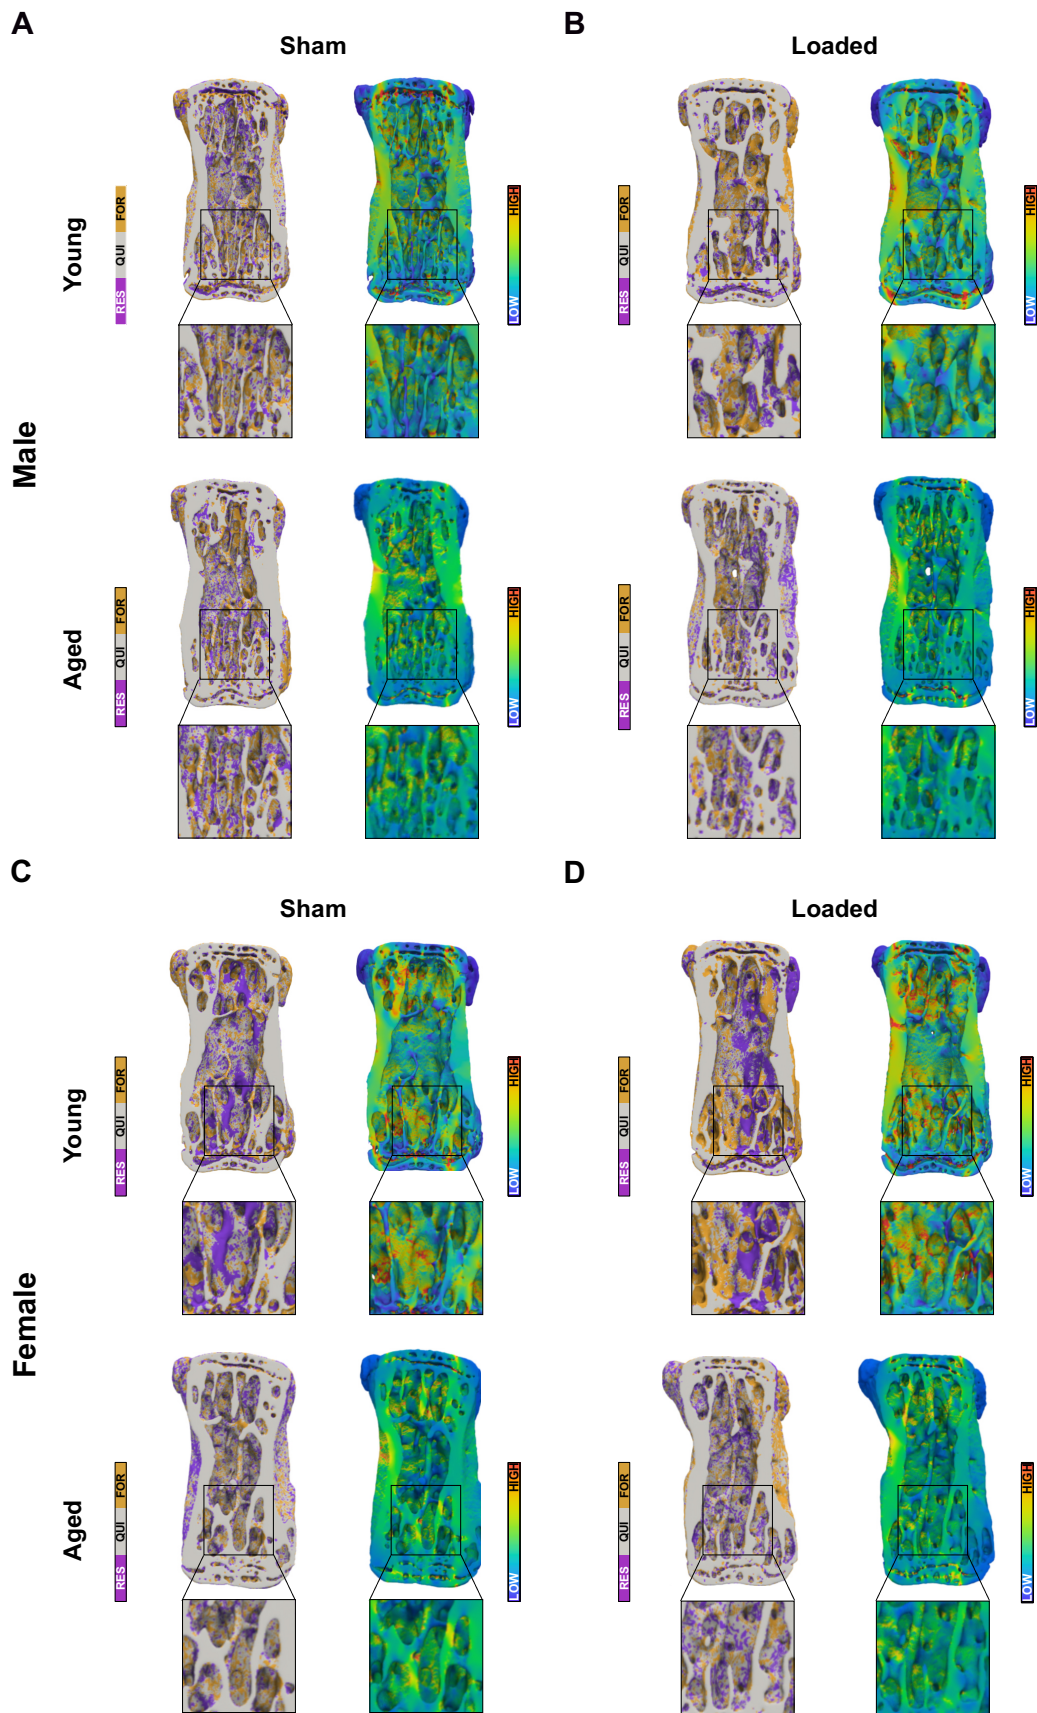 A
B
Sham
Loaded
Male
Young
FOR
QUI
RES
HIGH
LOW
FOR
QUI
RES
HIGH
LOW
Aged
FOR
QUI
RES
HIGH
LOW
FOR
QUI
RES
HIGH
LOW
C
D
Sham
Loaded
Female
Young
FOR
QUI
RES
HIGH
LOW
FOR
QUI
RES
HIGH
LOW
Aged
FOR
QUI
RES
HIGH
LOW
FOR
QUI
RES
HIGH
LOW